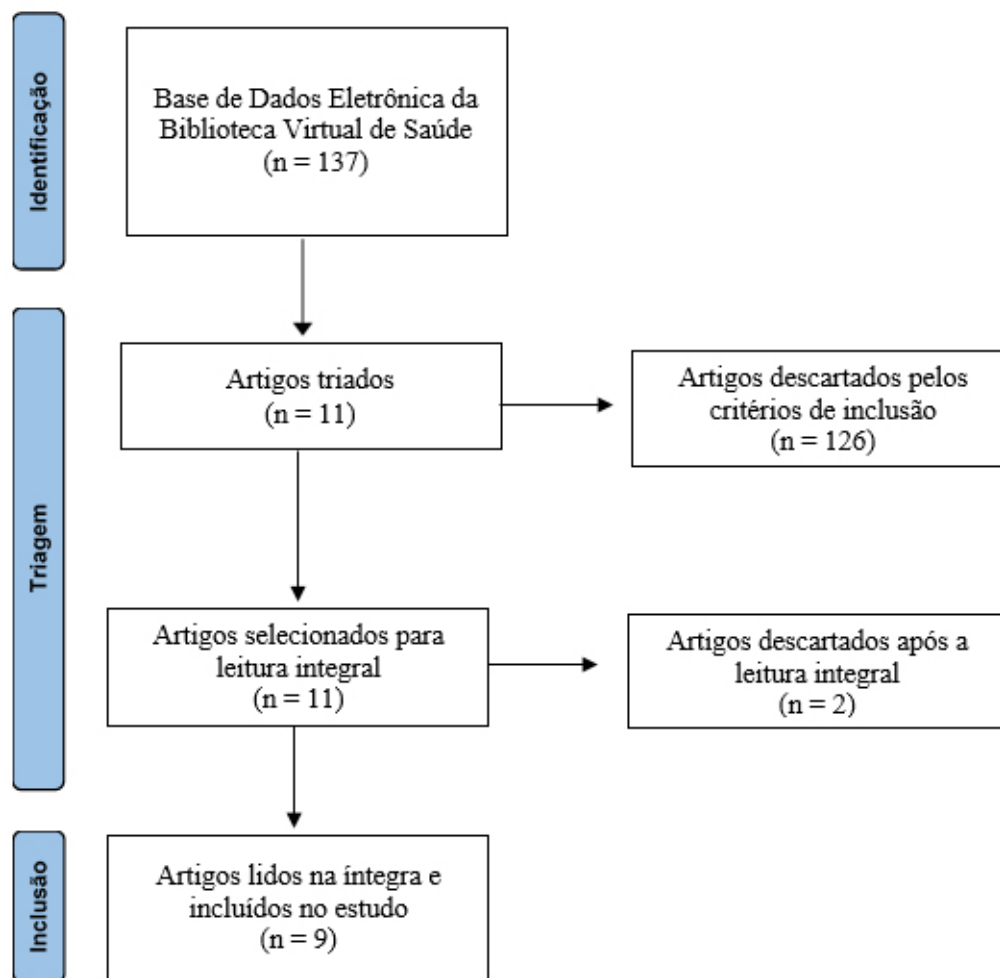 Identificação
Base de Dados Eletrônica da
Biblioteca Virtual de Saúde
(n = 137)
Triagem
Artigos triados
(n = 11)
Artigos descartados pelos
critérios de inclusão
(n = 126)
Artigos selecionados para
leitura integral
(n = 11)
Artigos descartados após a
leitura integral
(n = 2)
Inclusão
Artigos lidos na íntegra e
incluídos no estudo
(n = 9)